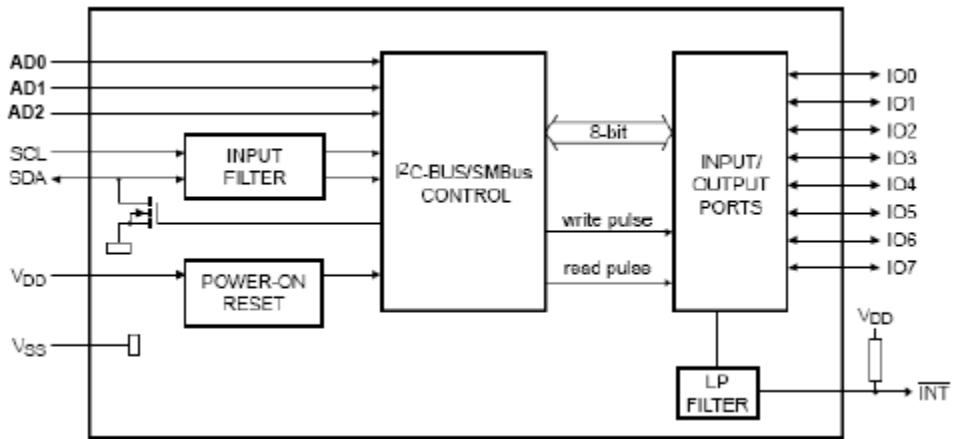 AD0
AD1
AD2
SCL
SDA
VDD
VSS
INPUT
FILTER
POWER-ON
RESET
I²C-BUS/SMBus
CONTROL
8-bit
write pulse
read pulse
INPUT/
OUTPUT
PORTS
LP
FILTER
IO0
IO1
IO2
IO3
IO4
IO5
IO6
IO7
VDD
INT